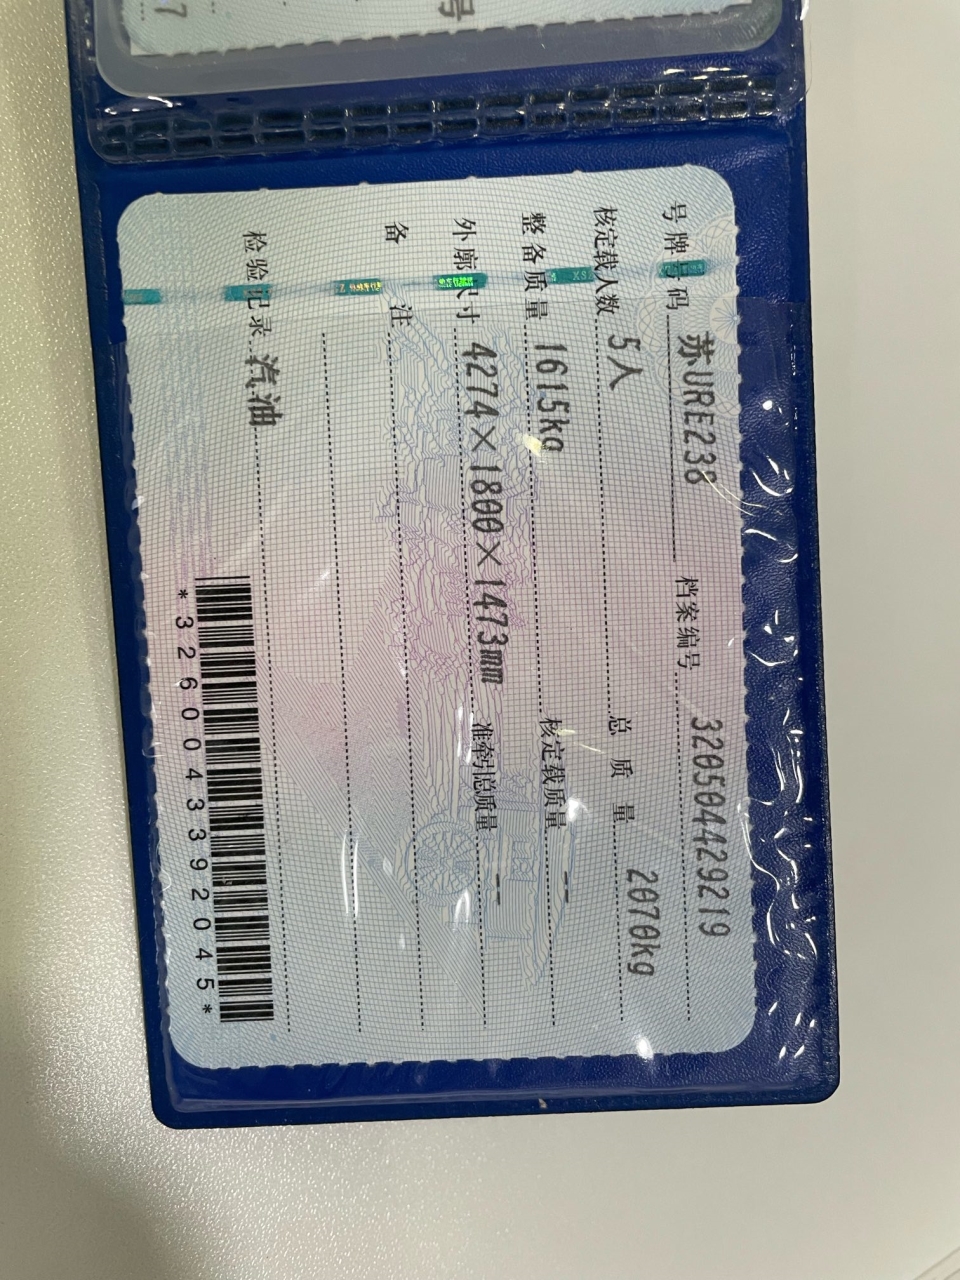 号
7
号牌号码 苏URE238 档案编号 320504429219
核定载人数 5人 总质量 2070kg
整备质量 1615kg 核定载质量 --
外廓尺寸 4274×1800×1473mm 准牵引总质量 --
备注
检验记录 汽油
*3260043392045*